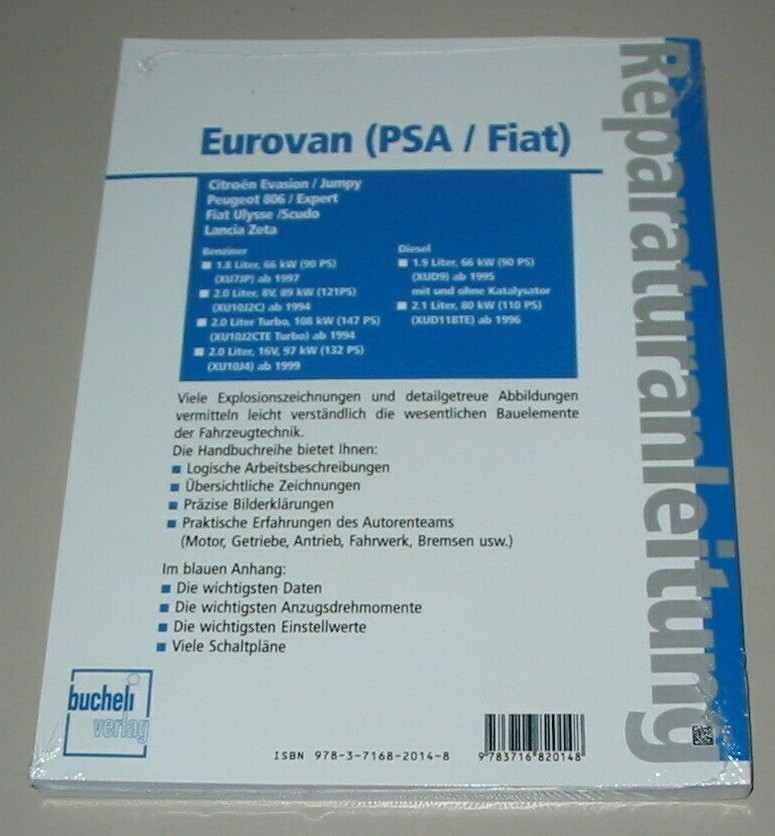 Reparaturanleitung
Eurovan (PSA / Fiat)
Citroën Evasion / Jumpy
Peugeot 806 / Expert
Fiat Ulysse /Scudo
Lancia Zeta
Benziner
1.8 Liter, 66 kW (90 PS)
(XU7JP) ab 1997
2.0 Liter, 8V, 89 kW (121PS)
(XU10J2C) ab 1994
2.0 Liter Turbo, 108 kW (147 PS)
(XU10J2CTE Turbo) ab 1994
2.0 Liter, 16V, 97 kW (132 PS)
(XU10J4) ab 1999
Diesel
1.9 Liter, 66 kW (90 PS)
(XUD9) ab 1995
mit und ohne Katalysator
2.1 Liter, 80 kW (110 PS)
(XUD11BTE) ab 1996
Viele Explosionszeichnungen und detailgetreue Abbildungen
vermitteln leicht verständlich die wesentlichen Bauelemente
der Fahrzeugtechnik.
Die Handbuchreihe bietet Ihnen:
Logische Arbeitsbeschreibungen
Übersichtliche Zeichnungen
Präzise Bilderklärungen
Praktische Erfahrungen des Autorenteams
(Motor, Getriebe, Antrieb, Fahrwerk, Bremsen usw.)
Im blauen Anhang:
Die wichtigsten Daten
Die wichtigsten Anzugsdrehmomente
Die wichtigsten Einstellwerte
Viele Schaltpläne
bucheli
verlag
ISBN 978-3-7168-2014-8
9 783716 820148